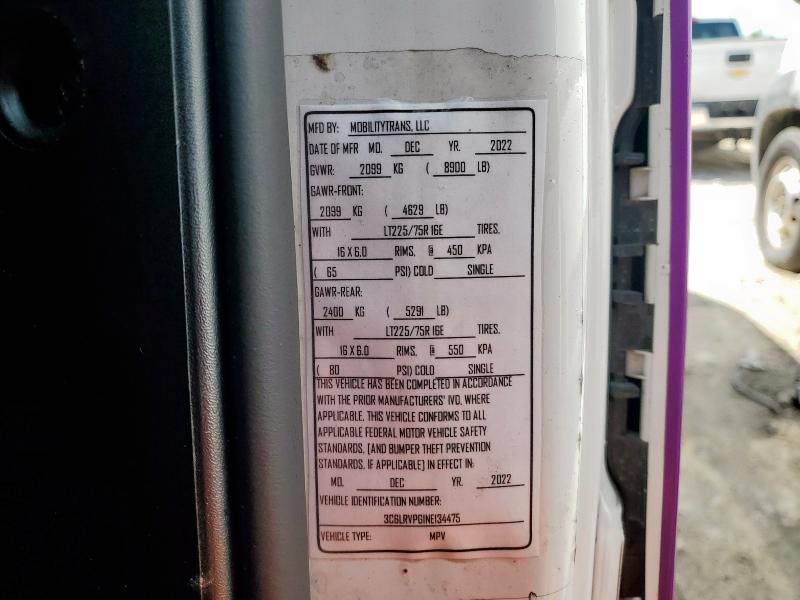 MFD BY: MOBILITYTRANS, LLC
DATE OF MFR MO. DEC YR. 2022
GVWR: 2099 KG ( 8900 LB)
GAWR-FRONT:
2099 KG ( 4629 LB)
WITH LT225/75R 16E TIRES.
16 X 6.0 RIMS, @ 450 KPA
( 65 PSI) COLD SINGLE
GAWR-REAR:
2400 KG ( 5291 LB)
WITH LT225/75R 16E TIRES.
16 X 6.0 RIMS, @ 550 KPA
( 80 PSI) COLD SINGLE
THIS VEHICLE HAS BEEN COMPLETED IN ACCORDANCE
WITH THE PRIOR MANUFACTURERS' IVD. WHERE
APPLICABLE, THIS VEHICLE CONFORMS TO ALL
APPLICABLE FEDERAL MOTOR VEHICLE SAFETY
STANDARDS, (AND BUMPER THEFT PREVENTION
STANDARDS, IF APPLICABLE) IN EFFECT IN:
MO. DEC YR. 2022
VEHICLE IDENTIFICATION NUMBER:
3C6LRVPG1NE134475
VEHICLE TYPE: MPV